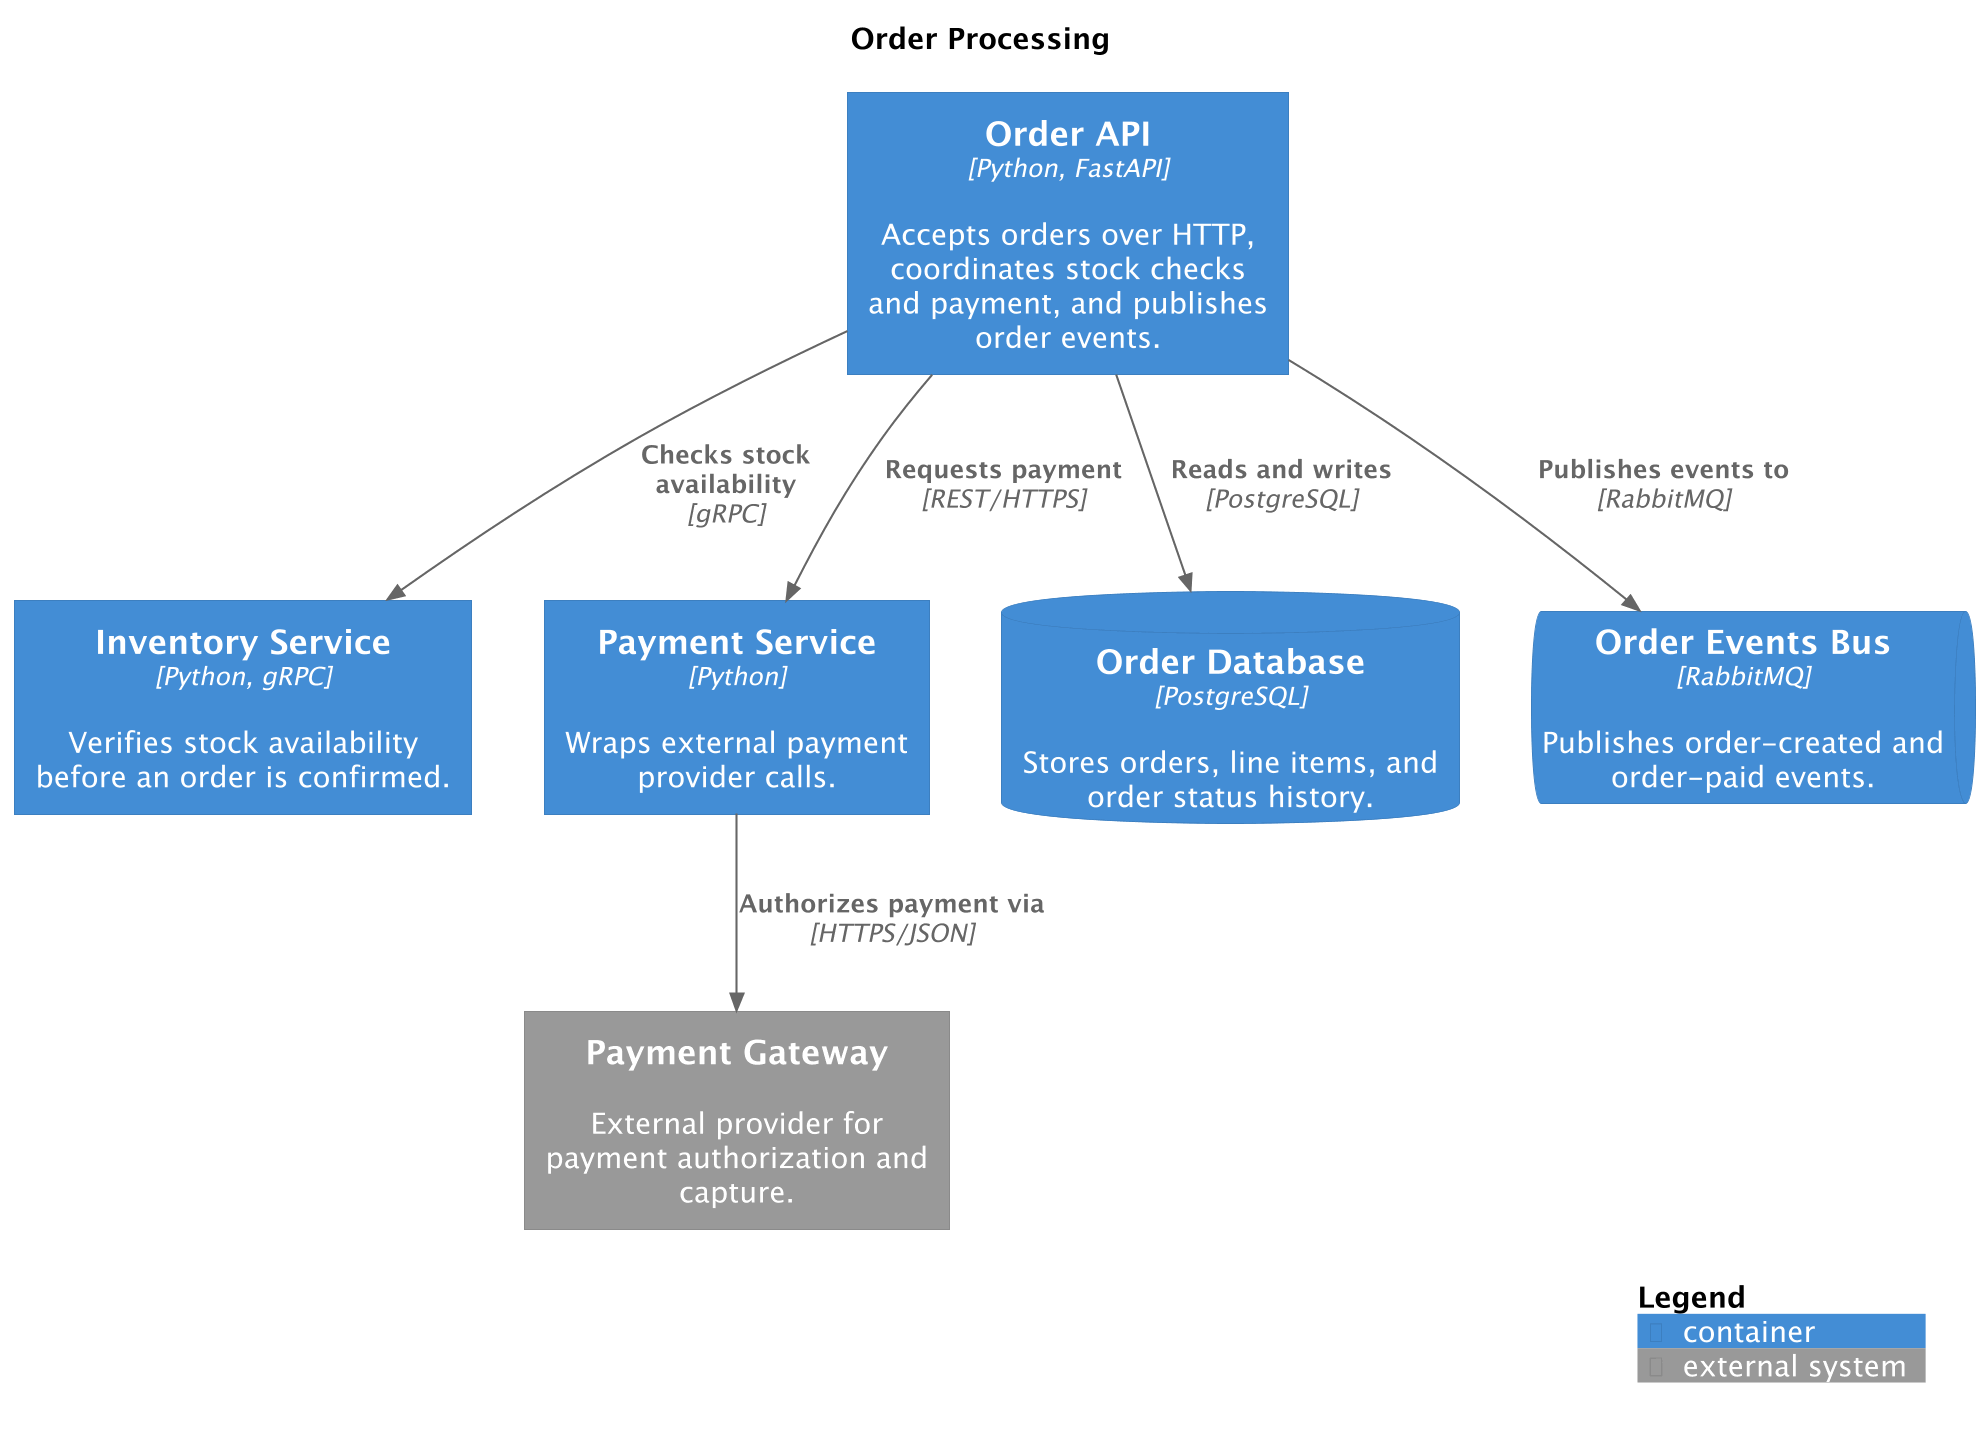 Order Processing
Order API
[Python, FastAPI]
Accepts orders over HTTP,
coordinates stock checks
and payment, and publishes
order events.
Checks stock
availability
[gRPC]
Requests payment
[REST/HTTPS]
Reads and writes
[PostgreSQL]
Publishes events to
[RabbitMQ]
Inventory Service
[Python, gRPC]
Verifies stock availability
before an order is confirmed.
Payment Service
[Python]
Wraps external payment
provider calls.
Order Database
[PostgreSQL]
Stores orders, line items, and
order status history.
Order Events Bus
[RabbitMQ]
Publishes order-created and
order-paid events.
Authorizes payment via
[HTTPS/JSON]
Payment Gateway
External provider for
payment authorization and
capture.
Legend
container
external system